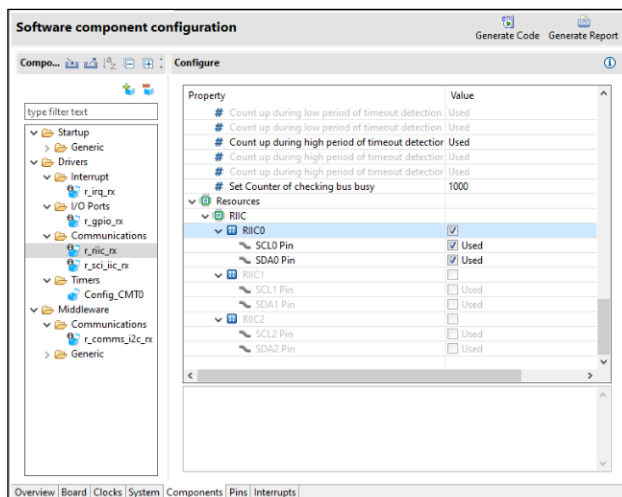 Software component configuration
Generate Code Generate Report
Compo...
Configure
type filter text
Startup
Generic
Drivers
Interrupt
r_irq_rx
I/O Ports
r_gpio_rx
Communications
r_riic_rx
r_sci_iic_rx
Timers
Config_CMT0
Middleware
Communications
r_comms_i2c_rx
Generic
Property Value
# Count up during low period of timeout detection Used
# Count up during low period of timeout detection Used
# Count up during high period of timeout detection Used
# Count up during high period of timeout detection Used
# Count up during high period of timeout detection Used
# Set Counter of checking bus busy 1000
Resources
RIIC
RIIC0
SCL0 Pin Used
SDA0 Pin Used
RIIC1
SCL1 Pin Used
SDA1 Pin Used
RIIC2
SCL2 Pin Used
SDA2 Pin Used
Overview Board Clocks System Components Pins Interrupts